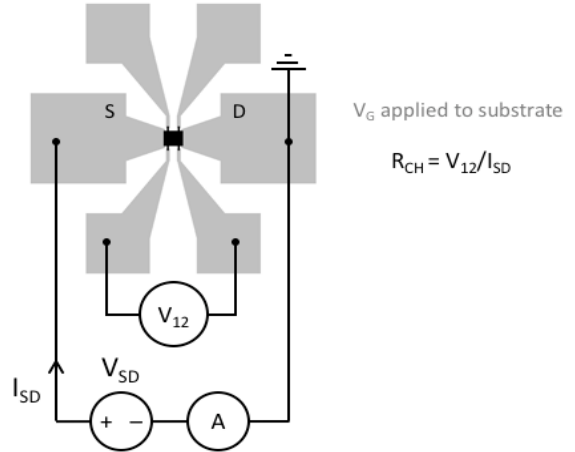 S
D
V_G applied to substrate
R_CH = V_12/I_SD
V_12
V_SD
I_SD
+ −
A